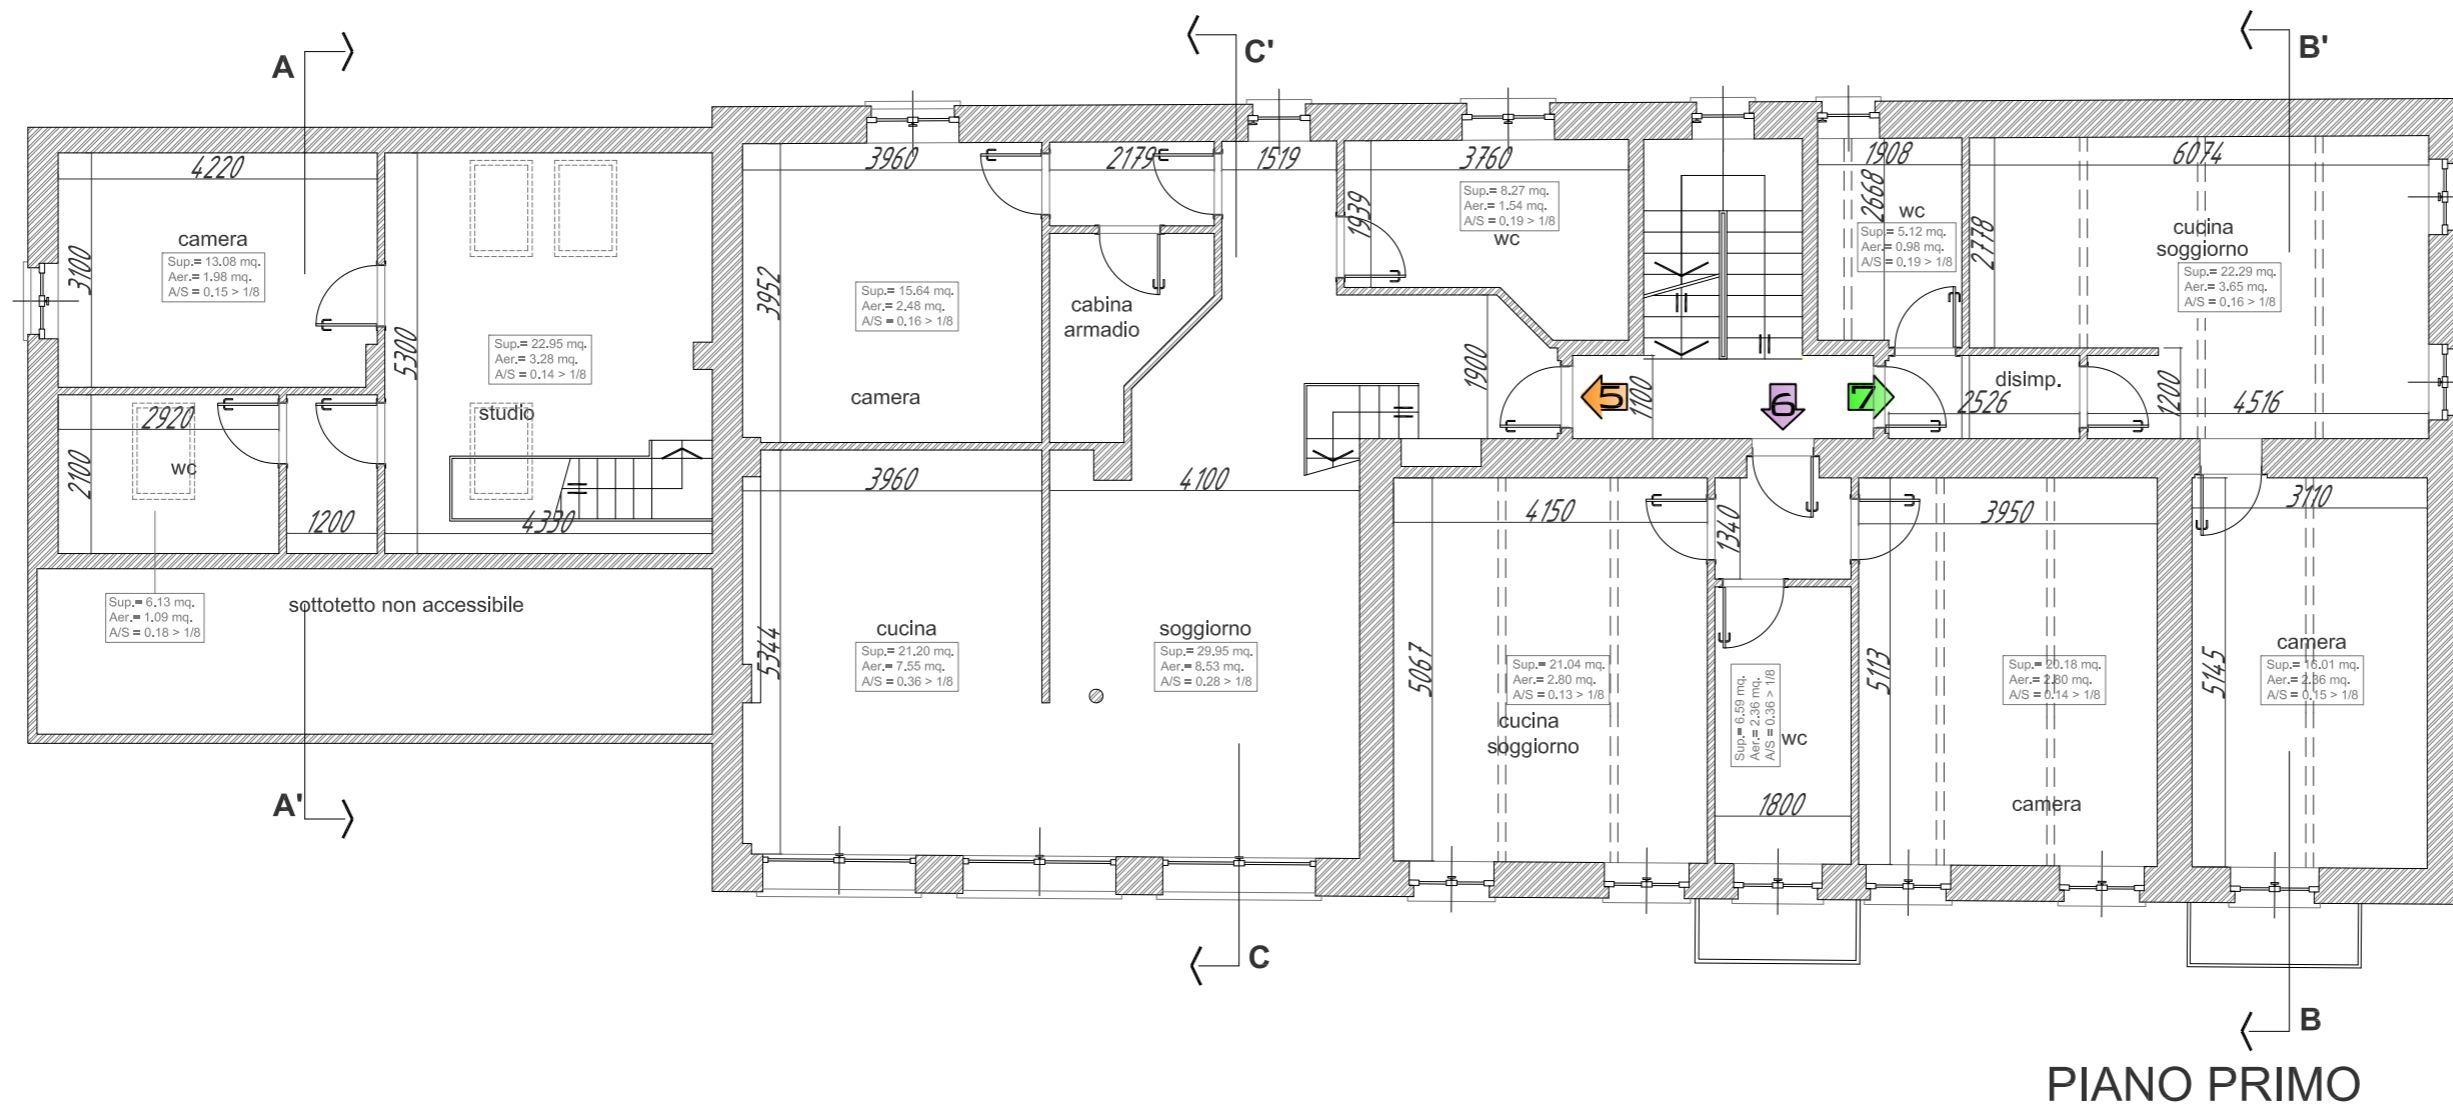 A
C'
B'
4220
3960
2179
1519
3760
1908
6074
camera
Sup.= 13.08 mq.
Aer.= 1.98 mq.
A/S = 0.15 > 1/8
3100
5300
Sup.= 22.95 mq.
Aer.= 3.28 mq.
A/S = 0.14 > 1/8
studio
3952
Sup.= 15.64 mq.
Aer.= 2.48 mq.
A/S = 0.16 > 1/8
camera
cabina
armadio
1939
Sup.= 8.27 mq.
Aer.= 1.54 mq.
A/S = 0.19 > 1/8
wc
1900
2668
wc
Sup.= 5.12 mq.
Aer.= 0.98 mq.
A/S = 0.19 > 1/8
2778
cucina
soggiorno
Sup.= 22.29 mq.
Aer.= 3.65 mq.
A/S = 0.16 > 1/8
5
1100
6
7
disimp.
2526
1200
4516
2920
wc
2100
1200
4330
3960
4100
4150
1340
3950
3110
Sup.= 6.13 mq.
Aer.= 1.09 mq.
A/S = 0.18 > 1/8
sottotetto non accessibile
5344
cucina
Sup.= 21.20 mq.
Aer.= 7.55 mq.
A/S = 0.36 > 1/8
soggiorno
Sup.= 29.95 mq.
Aer.= 8.53 mq.
A/S = 0.28 > 1/8
5067
Sup.= 21.04 mq.
Aer.= 2.80 mq.
A/S = 0.13 > 1/8
cucina
soggiorno
Sup.= 6.59 mq.
Aer.= 2.36 mq.
A/S = 0.36 > 1/8
wc
1800
5113
Sup.= 20.18 mq.
Aer.= 2.80 mq.
A/S = 0.14 > 1/8
camera
5145
camera
Sup.= 16.01 mq.
Aer.= 2.36 mq.
A/S = 0.15 > 1/8
A'
C
B
PIANO PRIMO